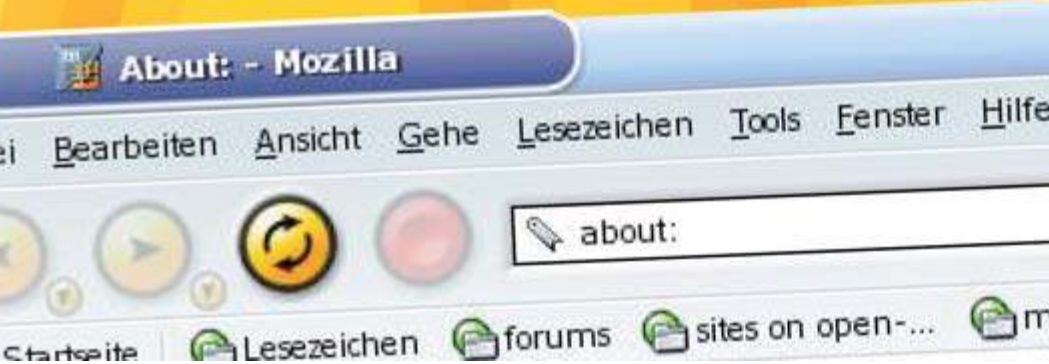 About: - Mozilla
Bearbeiten Ansicht Gehe Lesezeichen Tools Fenster Hilfe
about:
Startseite Lesezeichen forums sites on open-...